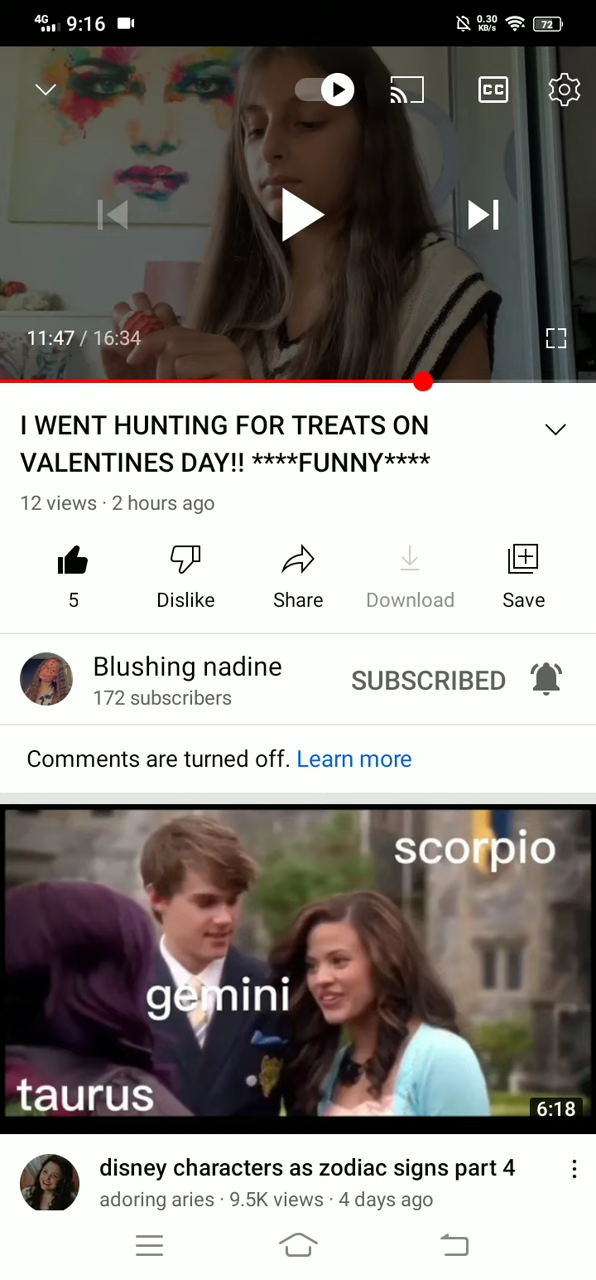 4G 9:16 0.30 KB/s 72
CC
11:47 / 16:34
I WENT HUNTING FOR TREATS ON
VALENTINES DAY!! ****FUNNY****
12 views · 2 hours ago
5 Dislike Share Download Save
Blushing nadine
172 subscribers
SUBSCRIBED
Comments are turned off. Learn more
scorpio
gemini
taurus
6:18
disney characters as zodiac signs part 4
adoring aries · 9.5K views · 4 days ago